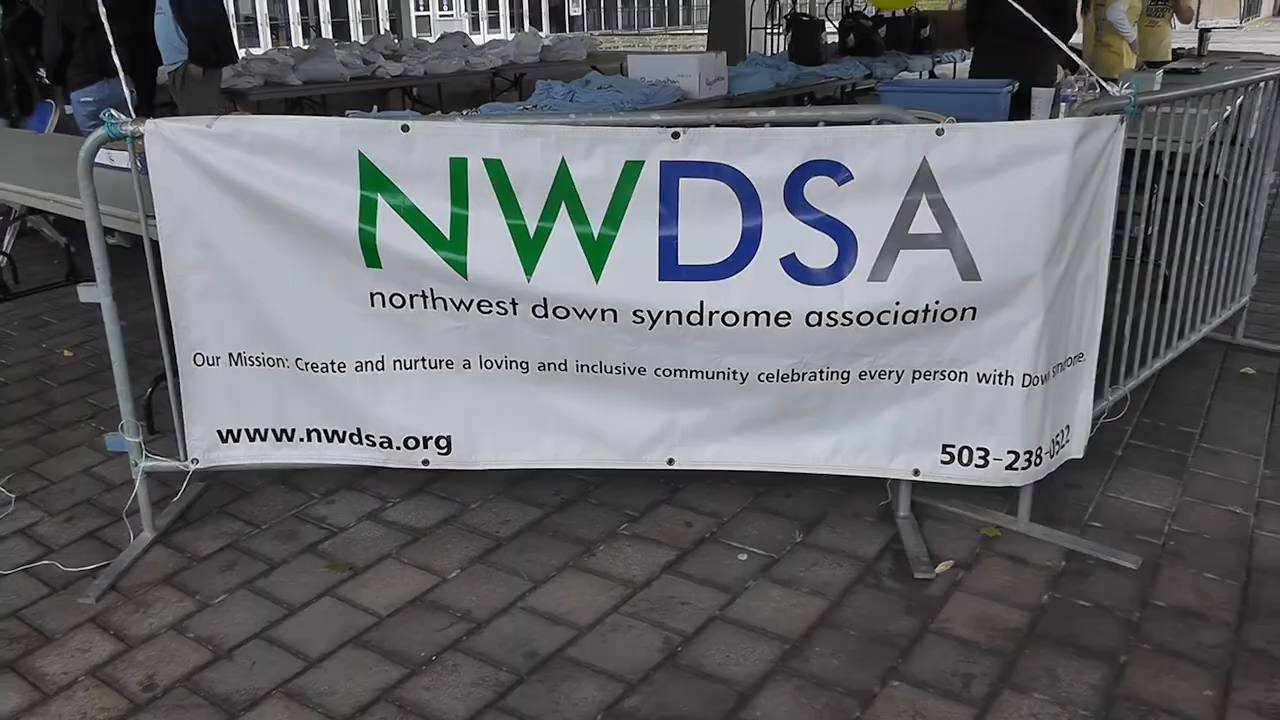 NWDSA
northwest down syndrome association
Our Mission: Create and nurture a loving and inclusive community celebrating every person with Down Syndrome.
www.nwdsa.org
503-238-0522